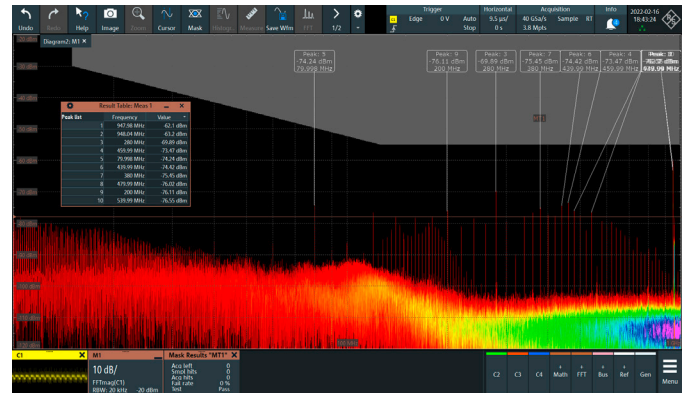 Trigger
Horizontal
Acquisition
Info
2022-02-16
18:43:24
Edge 0 V Auto
Stop
9.5 µs/
0 s
40 GSa/s Sample RT
3.8 Mpts
Undo Redo Help Image Zoom Cursor Mask Histogr. Measure Save Wfm FFT 1/2
Diagram2: M1 X
Peak: 5
-74.24 dBm
79.998 MHz
Peak: 9
-76.11 dBm
200 MHz
Peak: 3
-69.89 dBm
280 MHz
Peak: 7
-75.45 dBm
380 MHz
Peak: 6
-74.42 dBm
439.99 MHz
Peak: 4
-73.47 dBm
459.99 MHz
Result Table: Meas 1
Peak list Frequency Value
1 947.98 MHz -62.1 dBm
2 948.04 MHz -63.2 dBm
3 280 MHz -69.89 dBm
4 459.99 MHz -73.47 dBm
5 79.998 MHz -74.24 dBm
6 439.99 MHz -74.42 dBm
7 380 MHz -75.45 dBm
8 479.99 MHz -76.02 dBm
9 200 MHz -76.11 dBm
10 539.99 MHz -76.55 dBm
MT1
C1
M1
10 dB/
FFTmag(C1)
RBW: 20 kHz -20 dBm
Mask Results "MT1"
Acq left 0
Smpl hits 0
Acq hits 0
Fail rate 0 %
Test Pass
C2
C3
C4
+
Math
+
FFT
+
Bus
+
Ref
+
Gen
Menu